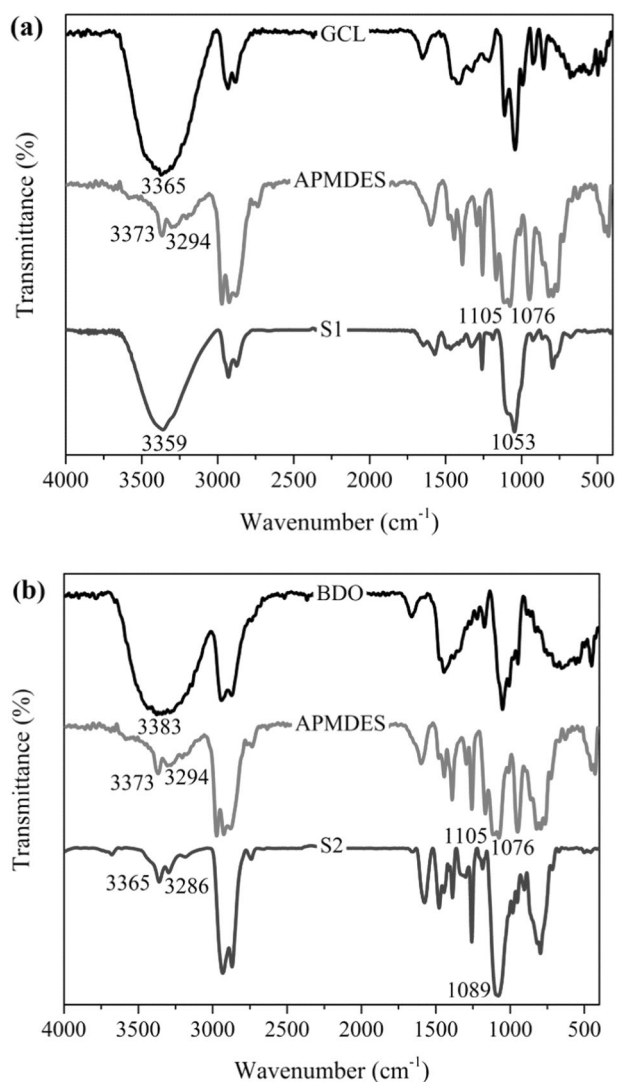 (a)
GCL
3365
APMDES
3373
3294
1105 1076
S1
3359
1053
Transmittance (%)
4000 3500 3000 2500 2000 1500 1000 500
Wavenumber (cm-1)
(b)
BDO
3383
APMDES
3373
3294
1105
1076
S2
3365
3286
1089
Transmittance (%)
4000 3500 3000 2500 2000 1500 1000 500
Wavenumber (cm-1)